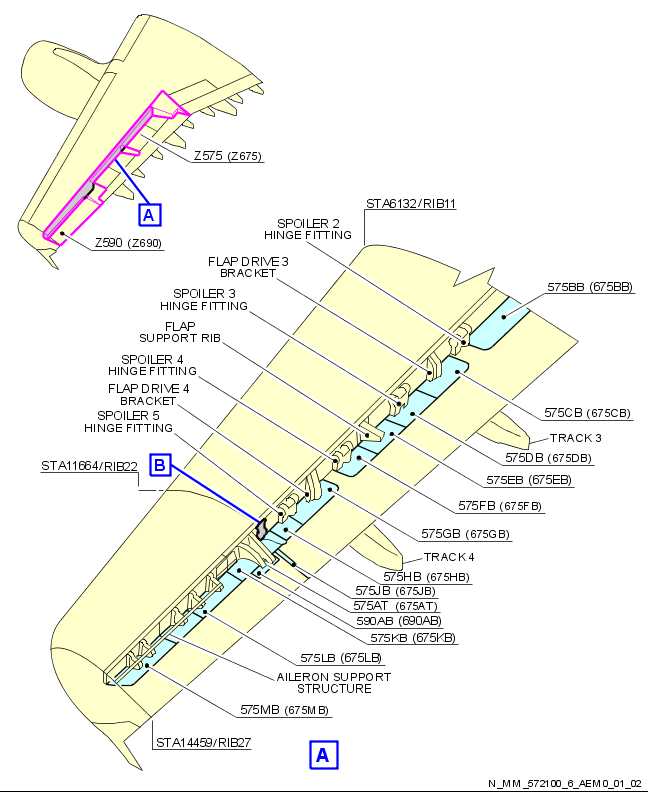 Z575 (Z675)
A
Z590 (Z690)
STA6132/RIB11
SPOILER 2
HINGE FITTING
FLAP DRIVE 3
BRACKET
575BB (675BB)
SPOILER 3
HINGE FITTING
FLAP
SUPPORT RIB
SPOILER 4
HINGE FITTING
FLAP DRIVE 4
BRACKET
575CB (675CB)
SPOILER 5
HINGE FITTING
TRACK 3
575DB (675DB)
STA11664/RIB22
B
575EB (675EB)
575FB (675FB)
575GB (675GB)
TRACK 4
575HB (675HB)
575JB (675JB)
575AT (675AT)
590AB (690AB)
575KB (675KB)
575LB (675LB)
AILERON SUPPORT
STRUCTURE
575MB (675MB)
STA14459/RIB27
A
N_MM_572100_6_AEM0_01_02